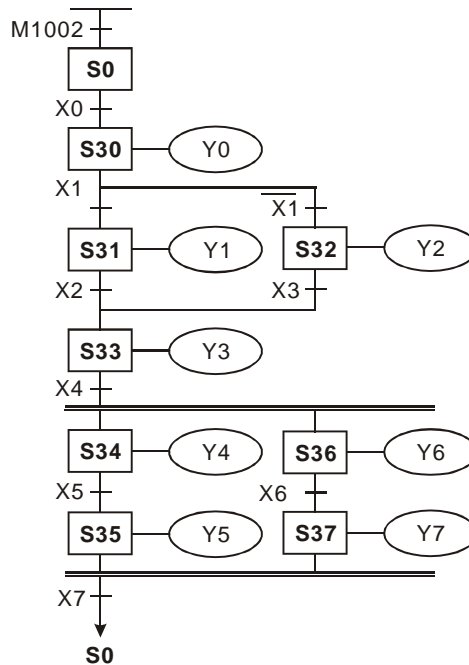 M1002
S0
X0
S30 Y0
X1 X1
S31 Y1 S32 Y2
X2 X3
S33 Y3
X4
S34 Y4 S36 Y6
X5 X6
S35 Y5 S37 Y7
X7
S0